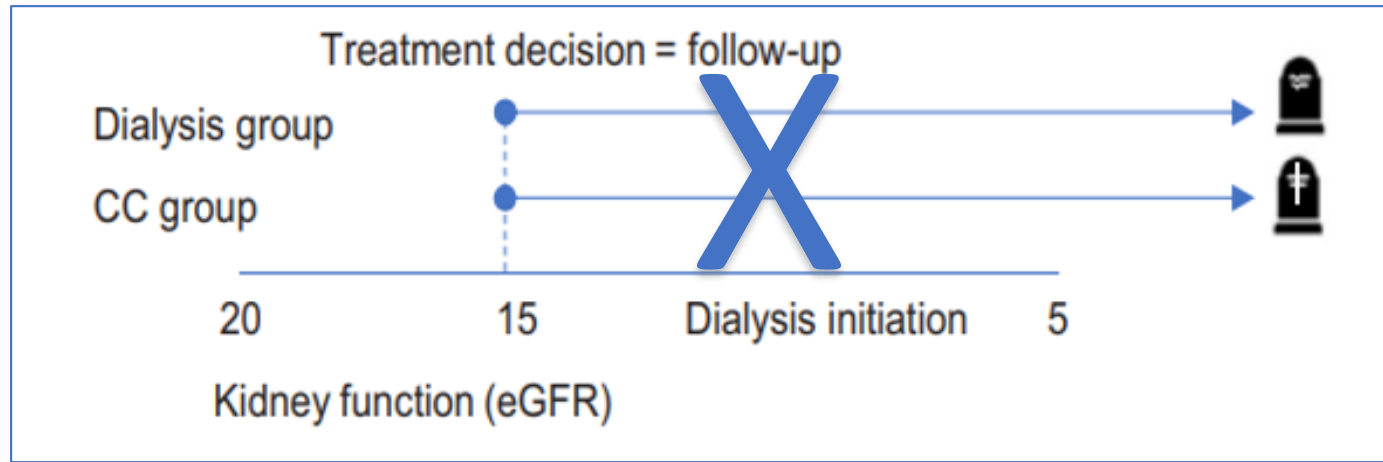 Treatment decision = follow-up
Dialysis group
CC group
20 15 Dialysis initiation 5
Kidney function (eGFR)